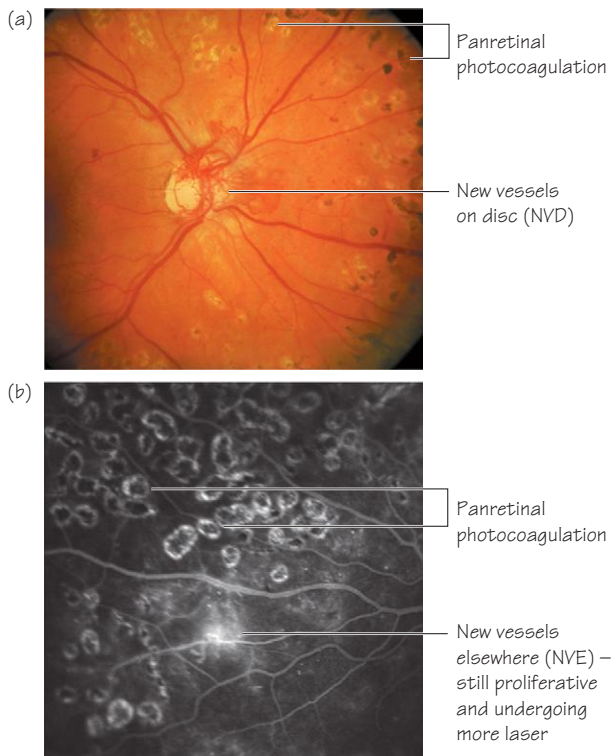 (a)
Panretinal
photocoagulation
New vessels
on disc (NVD)
(b)
Panretinal
photocoagulation
New vessels
elsewhere (NVE) –
still proliferative
and undergoing
more laser